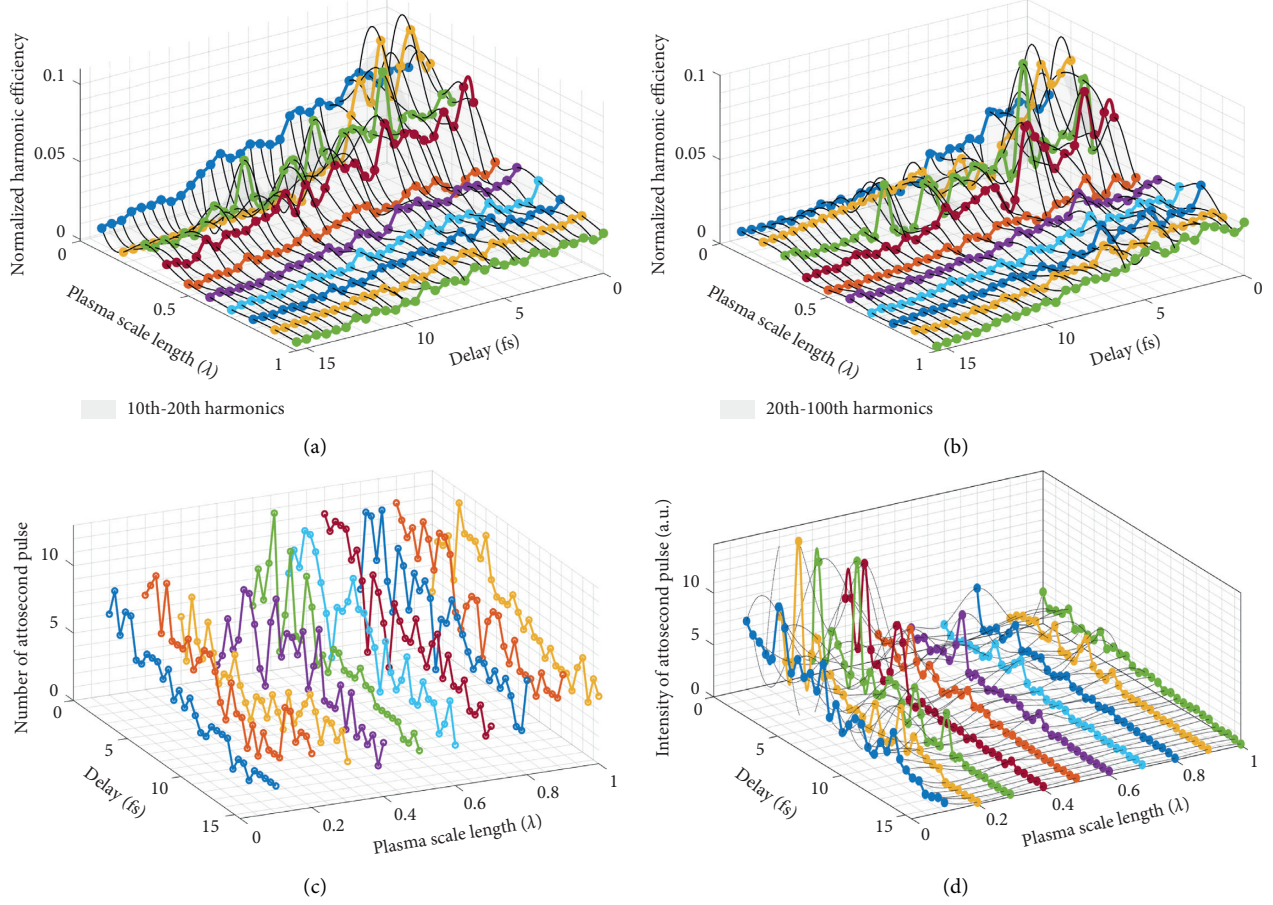 Normalized harmonic efficiency
0.1
0.05
0
0
0.5
1
Plasma scale length (λ)
15
10
5
0
Delay (fs)
10th-20th harmonics
(a)
Normalized harmonic efficiency
0.1
0.05
0
0
0.5
1
Plasma scale length (λ)
15
10
5
0
Delay (fs)
20th-100th harmonics
(b)
Number of attosecond pulse
10
5
0
0
5
10
15
Delay (fs)
0
0.2
0.4
0.6
0.8
1
Plasma scale length (λ)
(c)
Intensity of attosecond pulse (a.u.)
10
5
0
0
5
10
15
Delay (fs)
0
0.2
0.4
0.6
0.8
1
Plasma scale length (λ)
(d)